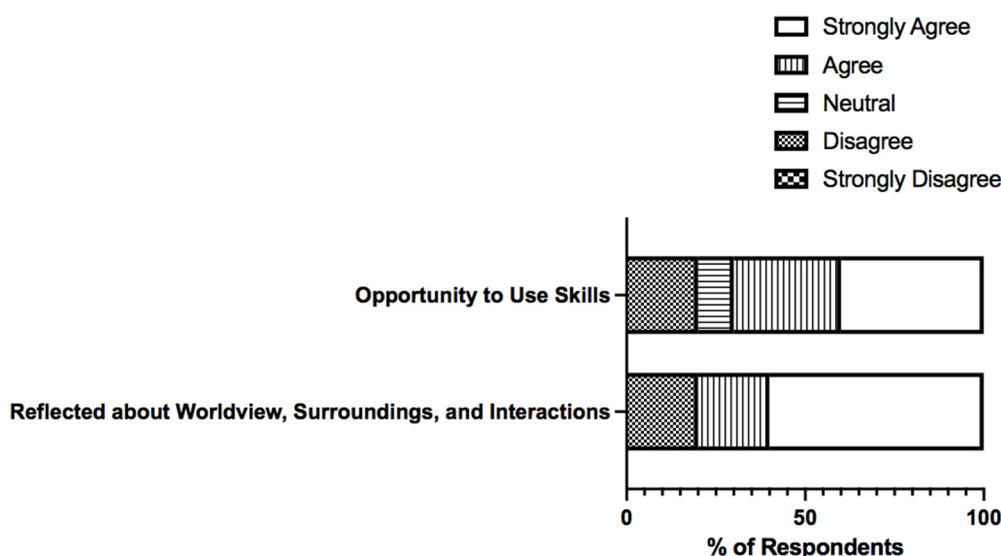 Strongly Agree
Agree
Neutral
Disagree
Strongly Disagree
Opportunity to Use Skills
Reflected about Worldview, Surroundings, and Interactions
0 50 100
% of Respondents